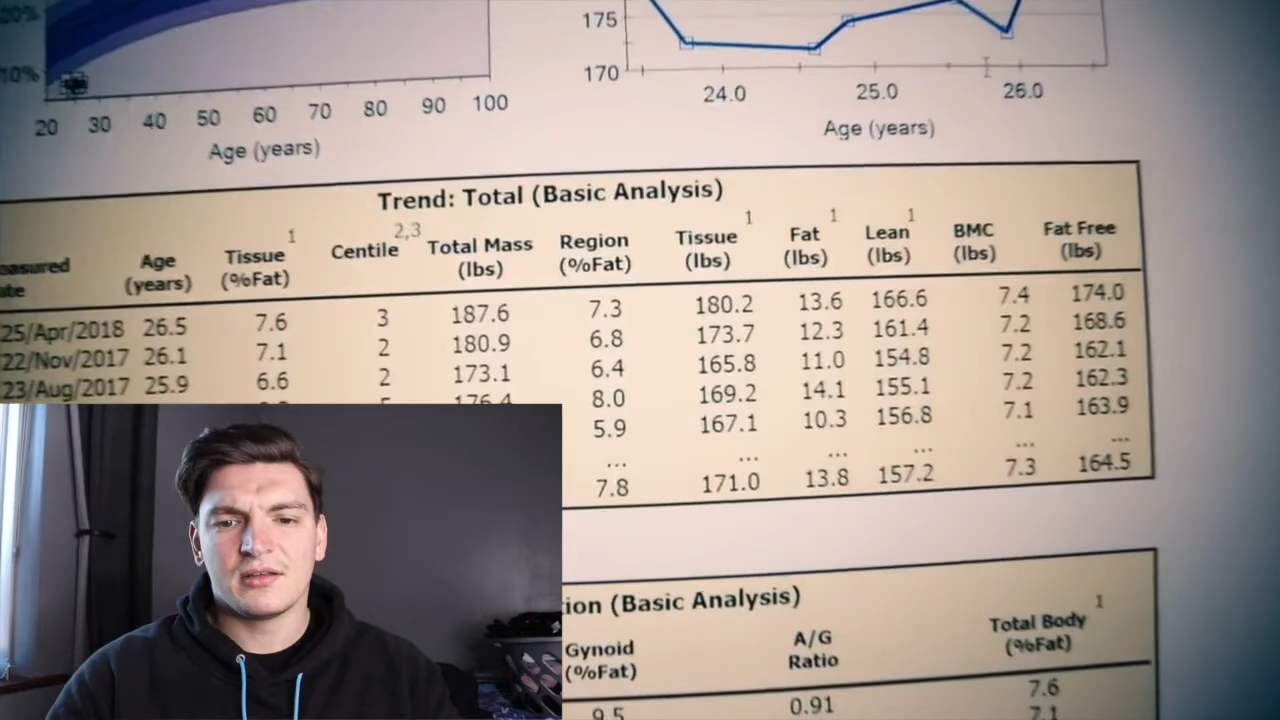 20%
10%
20 30 40 50 60 70 80 90 100
Age (years)
175
170
24.0 25.0 26.0
Age (years)
Trend: Total (Basic Analysis)
Age (years) Tissue 1 (%Fat) Centile 2,3 Total Mass (lbs) Region (%Fat) Tissue 1 (lbs) Fat 1 (lbs) Lean 1 (lbs) BMC (lbs) Fat Free (lbs)
25/Apr/2018 26.5 7.6 3 187.6 7.3 180.2 13.6 166.6 7.4 174.0
22/Nov/2017 26.1 7.1 2 180.9 6.8 173.7 12.3 161.4 7.2 168.6
23/Aug/2017 25.9 6.6 2 173.1 6.4 165.8 11.0 154.8 7.2 162.1
176.4 8.0 169.2 14.1 155.1 7.2 162.3
5.9 167.1 10.3 156.8 7.1 163.9
... ... ... ... ... ...
7.8 171.0 13.8 157.2 7.3 164.5
(Basic Analysis)
Gynoid (%Fat) A/G Ratio Total Body 1 (%Fat)
9.5 0.91 7.6
7.1